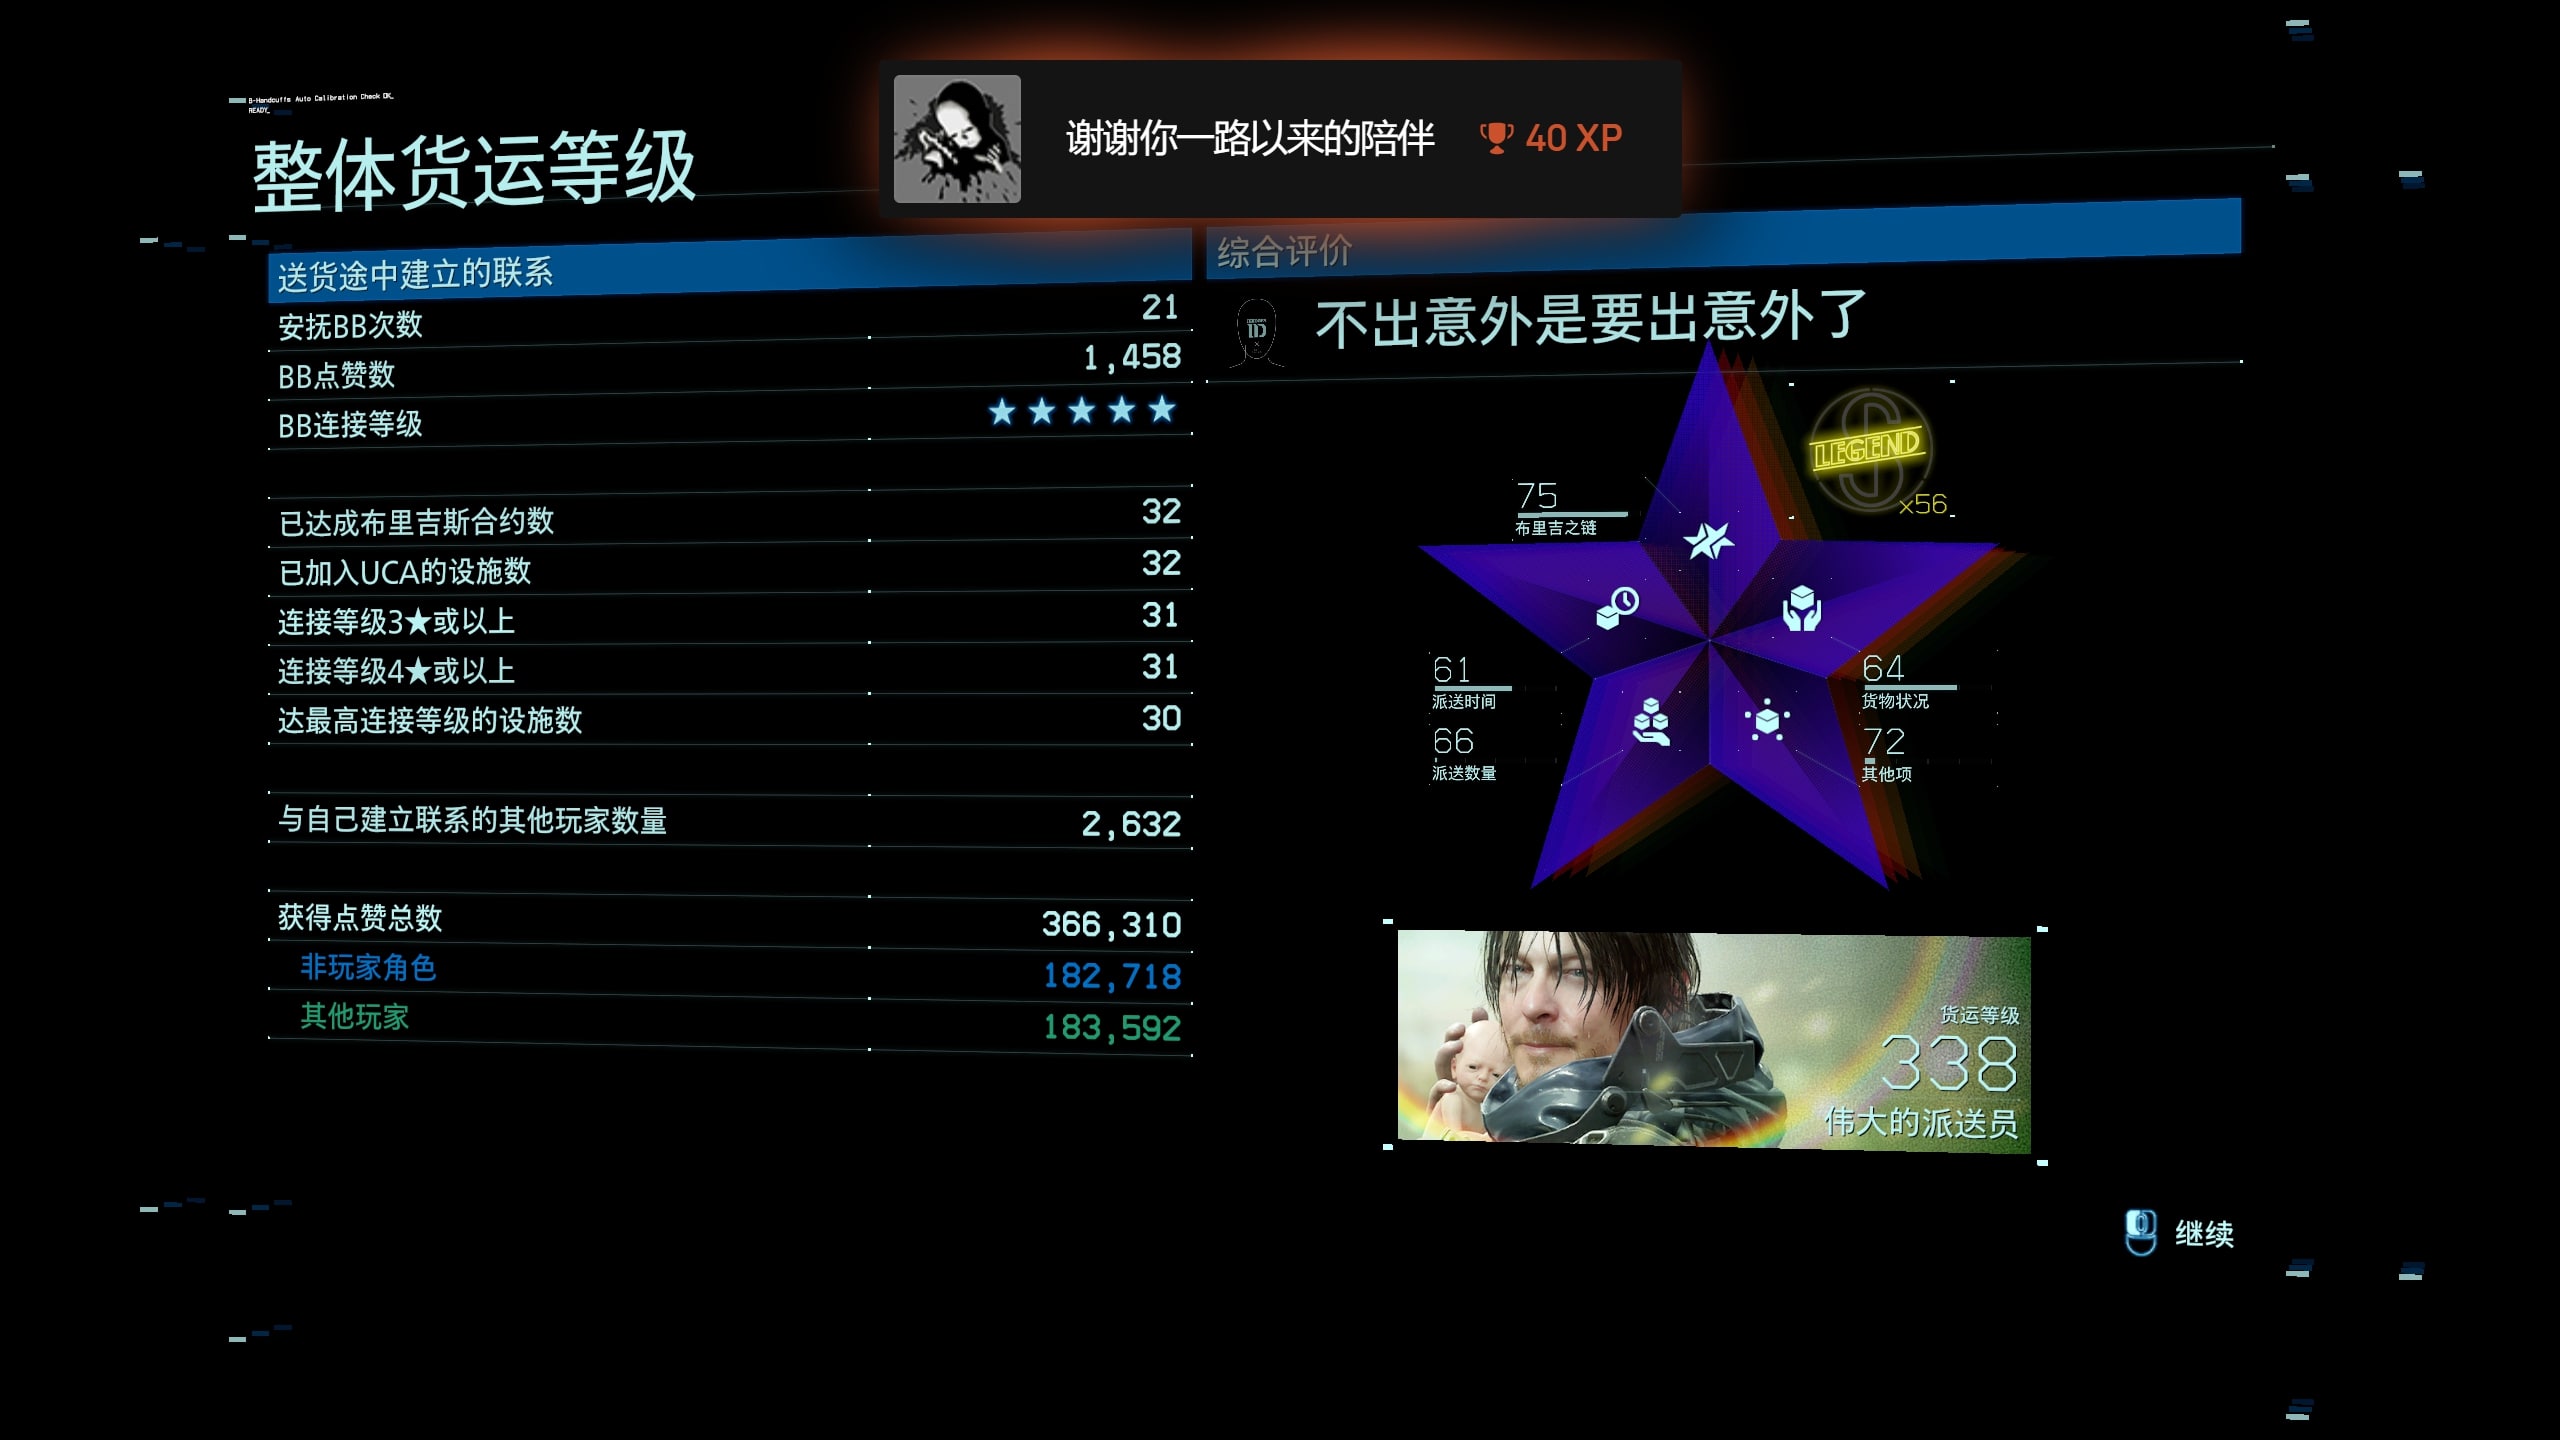 B-Handcuffs Auto Calibration Check OK_
READY_
整体货运等级
谢谢你一路以来的陪伴 40 XP
送货途中建立的联系
安抚BB次数 21
BB点赞数 1,458
BB连接等级 ★★★★★
已达成布里吉斯合约数 32
已加入UCA的设施数 32
连接等级3★或以上 31
连接等级4★或以上 31
达最高连接等级的设施数 30
与自己建立联系的其他玩家数量 2,632
获得点赞总数 366,310
非玩家角色 182,718
其他玩家 183,592
综合评价
不出意外是要出意外了
S
LEGEND
x56
75
布里吉之链
61
派送时间
64
货物状况
66
派送数量
72
其他项
货运等级
338
伟大的派送员
继续